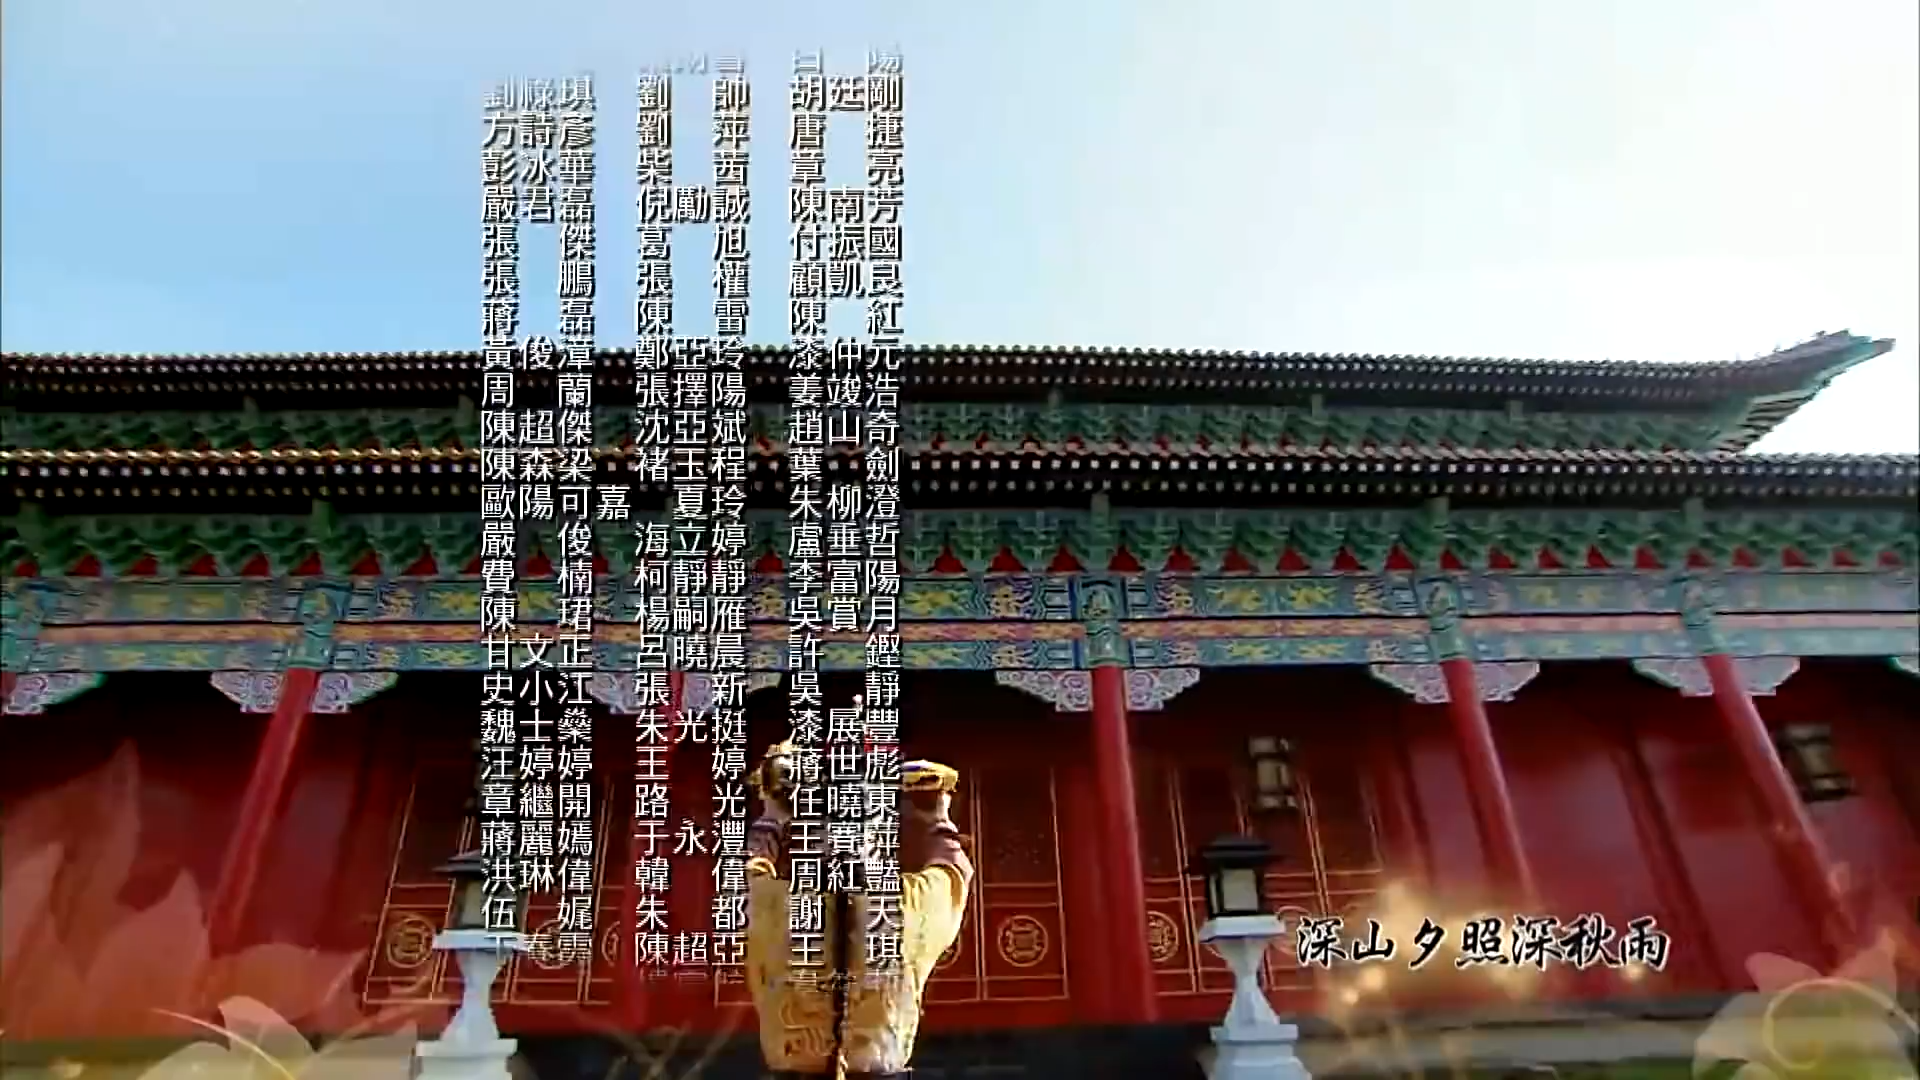 劉 帥 胡廷剛
方詩彥 劉 萍 唐 捷
彭冰華 柴 茜 章 亮
嚴君磊 倪勵誠 陳南芳
張 傑 葛 旭 付振國
張 鵬 張 權 顧凱良
蔣 磊 陳 雷 陳 紅
黃俊漳 鄭亞玲 漆仲元
周 蘭 張擇陽 姜竣浩
陳超傑 沈亞斌 趙山奇
陳森梁 褚玉程 葉 劍
歐陽可嘉 夏玲 朱柳澄
嚴 俊 海立婷 盧垂哲
費 楠 柯靜靜 李富陽
陳 珺 楊嗣雁 吳賞月
甘文正 呂曉晨 許 鏗
史小江 張 新 吳 靜
魏士燊 朱光挺 漆展豐
汪婷婷 王 婷 蔣世彪
章繼開 路 光 任曉東
蔣麗嫣 于永灃 王賽萍
洪琳偉 韓 偉 周紅豔
伍 娓 朱 都 謝 天
陳超亞 王 琪
深山夕照深秋雨